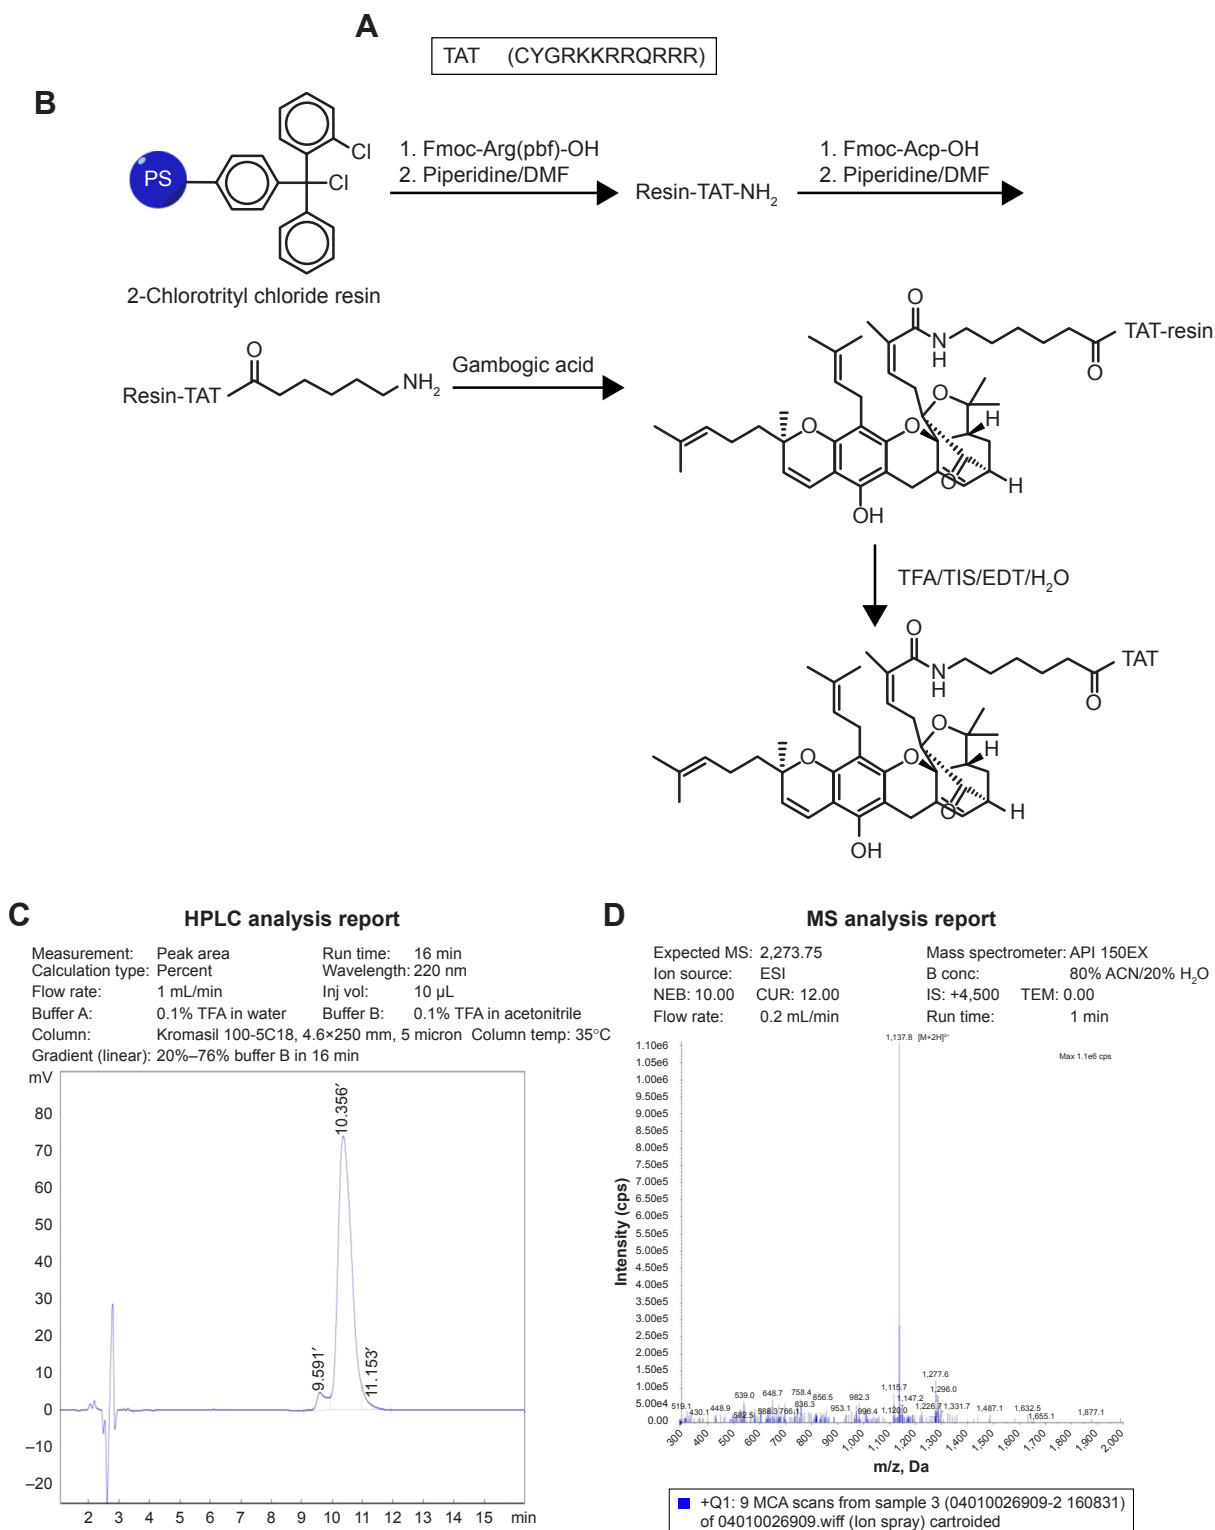 A
TAT (CYGRKKRRQRRR)
B
PS
Cl
Cl
2-Chlorotrityl chloride resin
1. Fmoc-Arg(pbf)-OH
2. Piperidine/DMF
Resin-TAT-NH2
1. Fmoc-Acp-OH
2. Piperidine/DMF
Resin-TAT
O
NH2
Gambogic acid
O
N
H
O
TAT-resin
O
O
O
H
O
H
OH
TFA/TIS/EDT/H2O
O
N
H
O
TAT
O
O
O
H
O
H
OH
C
HPLC analysis report
Measurement: Peak area Run time: 16 min
Calculation type: Percent Wavelength: 220 nm
Flow rate: 1 mL/min Inj vol: 10 µL
Buffer A: 0.1% TFA in water Buffer B: 0.1% TFA in acetonitrile
Column: Kromasil 100-5C18, 4.6×250 mm, 5 micron Column temp: 35°C
Gradient (linear): 20%–76% buffer B in 16 min
mV
80
70
60
50
40
30
20
10
0
–10
–20
9.591′
10.356′
11.153′
2 3 4 5 6 7 8 9 10 11 12 13 14 15 min
D
MS analysis report
Expected MS: 2,273.75 Mass spectrometer: API 150EX
Ion source: ESI B conc: 80% ACN/20% H2O
NEB: 10.00 CUR: 12.00 IS: +4,500 TEM: 0.00
Flow rate: 0.2 mL/min Run time: 1 min
1,137.8 [M+2H]2+
Max 1.1e6 cps
Intensity (cps)
1.10e6
1.05e6
1.00e6
9.50e5
9.00e5
8.50e5
8.00e5
7.50e5
7.00e5
6.50e5
6.00e5
5.50e5
5.00e5
4.50e5
4.00e5
3.50e5
3.00e5
2.50e5
2.00e5
1.50e5
1.00e5
5.00e4
0.00
519.1
430.1
448.9
539.0
582.5
648.7
588.3
758.4
766.1
836.3
856.5
953.1
982.3
996.4
1,115.7
1,120.0
1,147.2
1,226.7
1,277.6
1,296.0
1,331.7
1,487.1
1,632.5
1,655.1
1,877.1
300 400 500 600 700 800 900 1,000 1,100 1,200 1,300 1,400 1,500 1,600 1,700 1,800 1,900 2,000
m/z, Da
+Q1: 9 MCA scans from sample 3 (04010026909-2 160831)
of 04010026909.wiff (Ion spray) cartroided